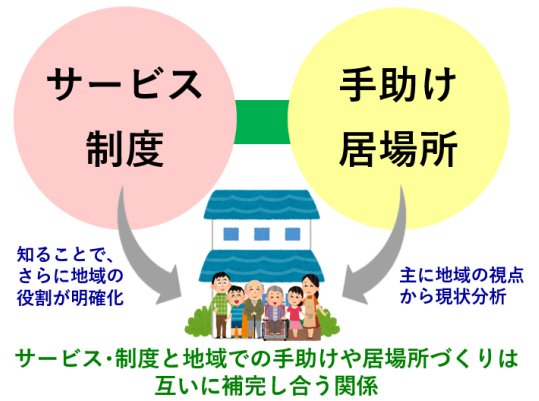 サービス
制度
手助け
居場所
知ることで、
さらに地域の
役割が明確化
主に地域の視点
から現状分析
サービス・制度と地域での手助けや居場所づくりは
互いに補完し合う関係